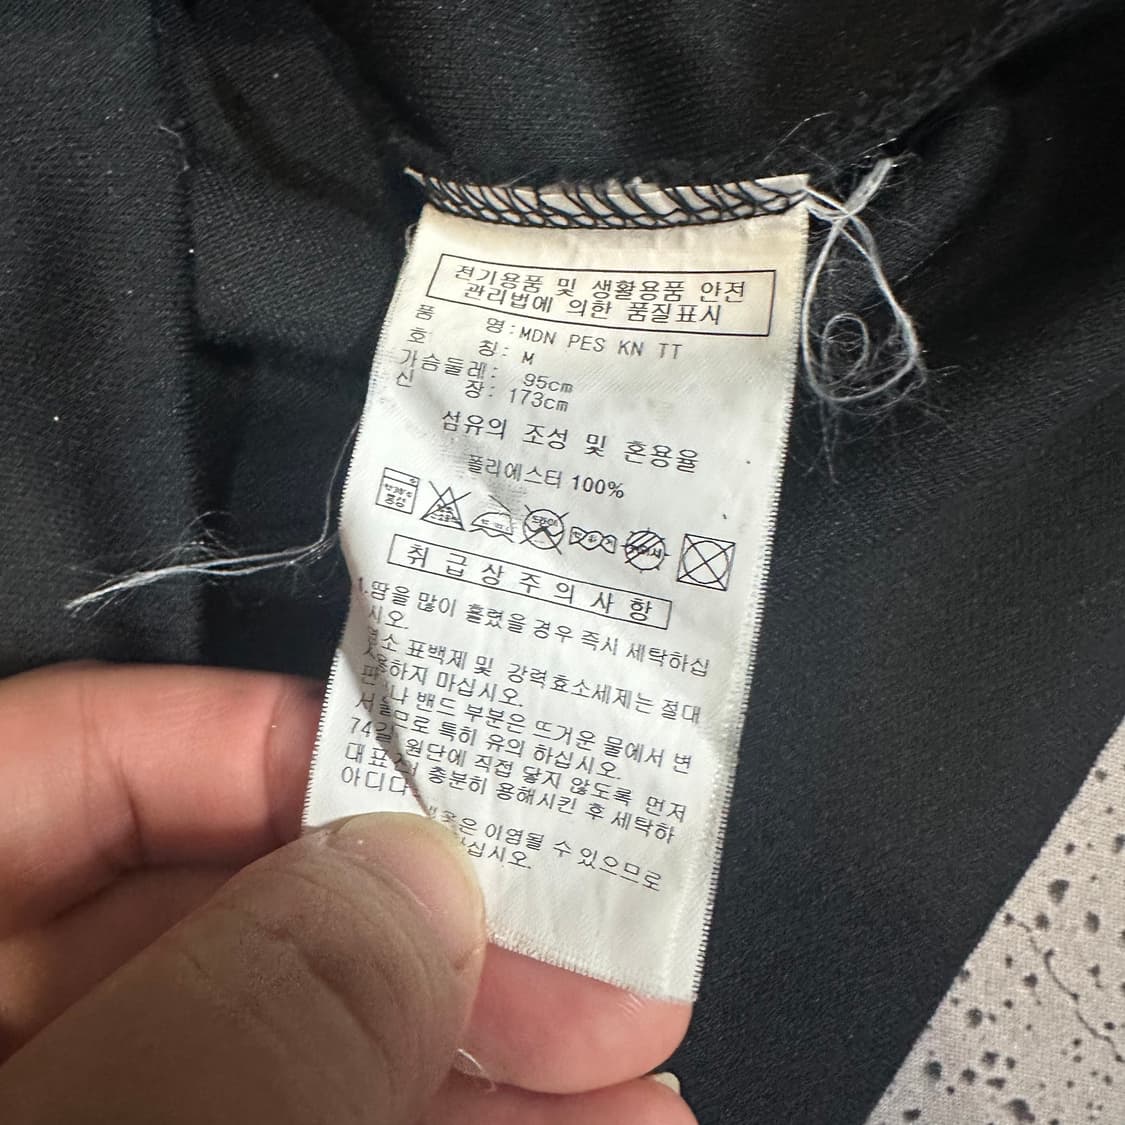 전기용품 및 생활용품 안전
관리법에 의한 품질표시
품 명: MDN PES KN TT
호 칭: M
가슴둘레: 95cm
신 장: 173cm
섬유의 조성 및 혼용율
폴리에스터 100%
취급상주의사항
1.땀을 많이 흘렸을 경우 즉시 세탁하십
시오.
표백제 및 강력효소세제는 절대
하지 마십시오.
밴드 부분은 뜨거운 물에서 변
특히 유의 하십시오.
원단에 직접 닿지 않도록 먼저
충분히 용해시킨 후 세탁하
이염될 수 있으므로
십시오.